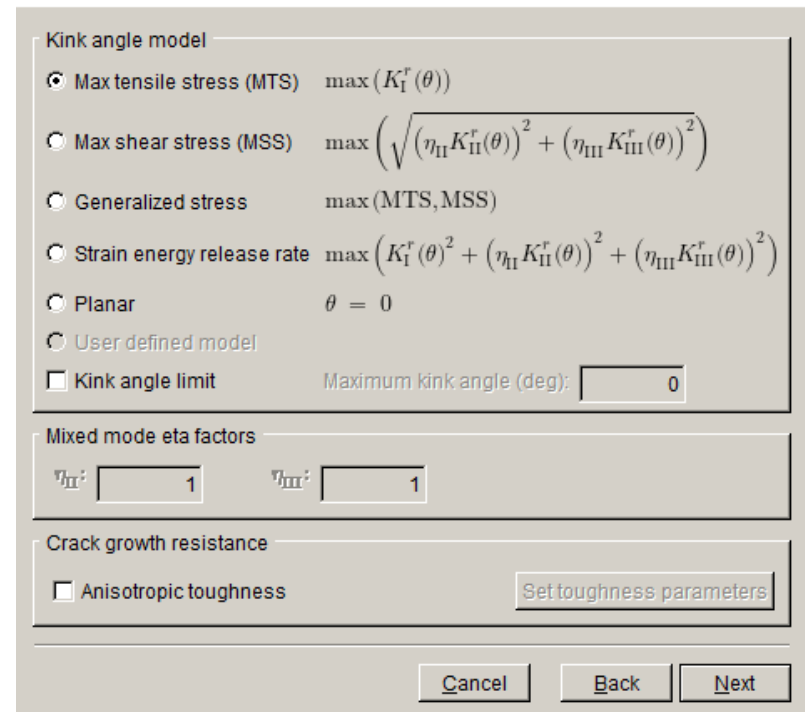 Kink angle model
Max tensile stress (MTS) max (K_I^r(θ))
Max shear stress (MSS) max (√((η_II K_II^r(θ))^2 + (η_III K_III^r(θ))^2))
Generalized stress max (MTS,MSS)
Strain energy release rate max (K_I^r(θ)^2 + (η_II K_II^r(θ))^2 + (η_III K_III^r(θ))^2)
Planar θ = 0
User defined model
Kink angle limit Maximum kink angle (deg): 0
Mixed mode eta factors
η_II: 1 η_III: 1
Crack growth resistance
Anisotropic toughness Set toughness parameters
Cancel Back Next